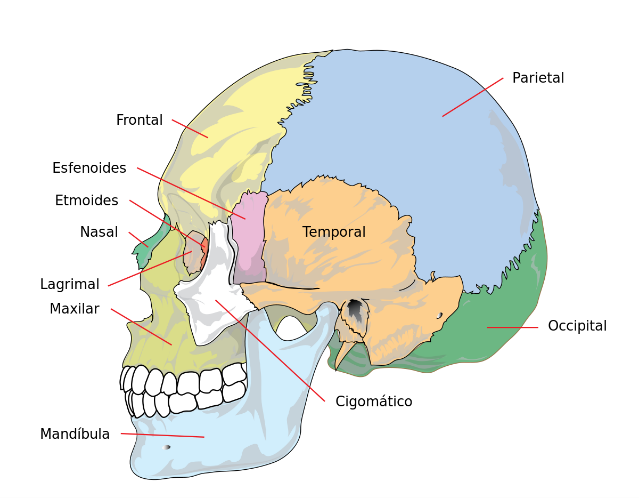 Parietal
Frontal
Esfenoides
Etmoides
Nasal
Temporal
Lagrimal
Maxilar
Occipital
Cigomático
Mandíbula